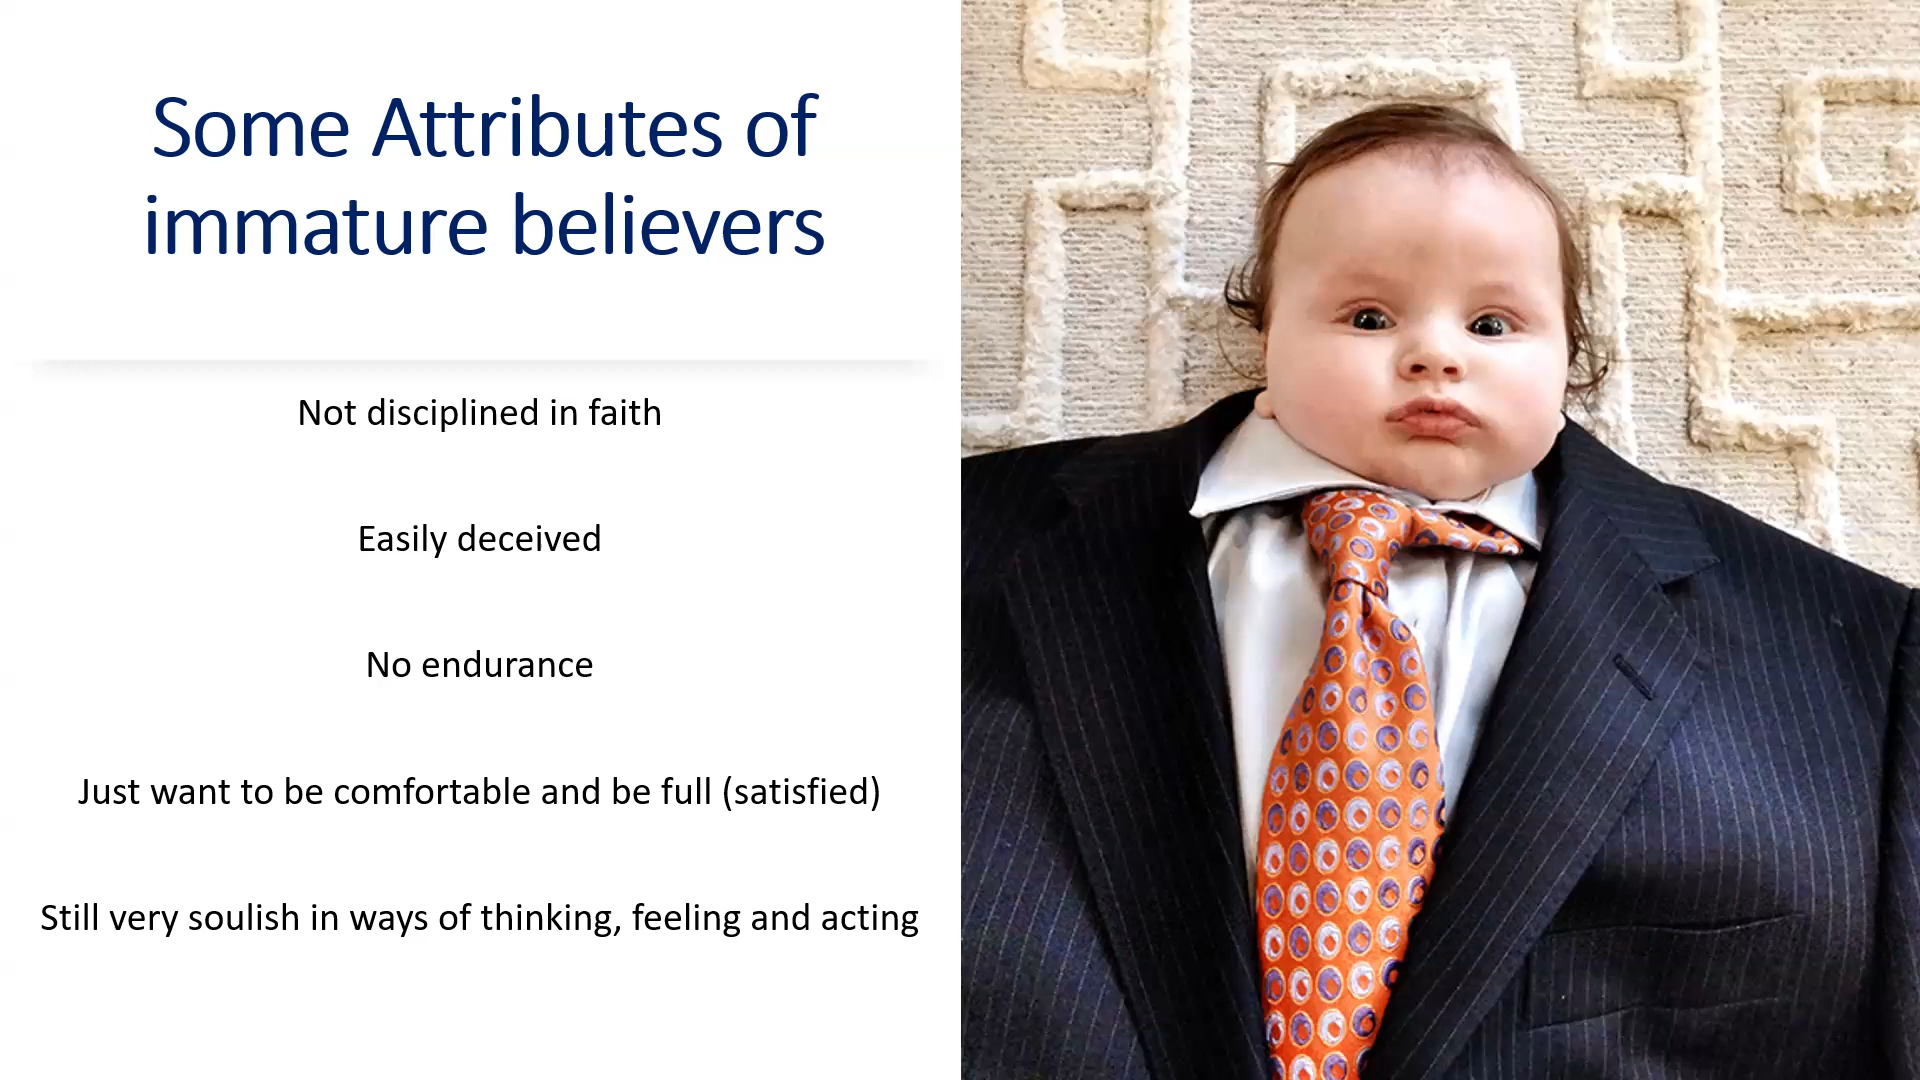 Some Attributes of
immature believers
Not disciplined in faith
Easily deceived
No endurance
Just want to be comfortable and be full (satisfied)
Still very soulish in ways of thinking, feeling and acting